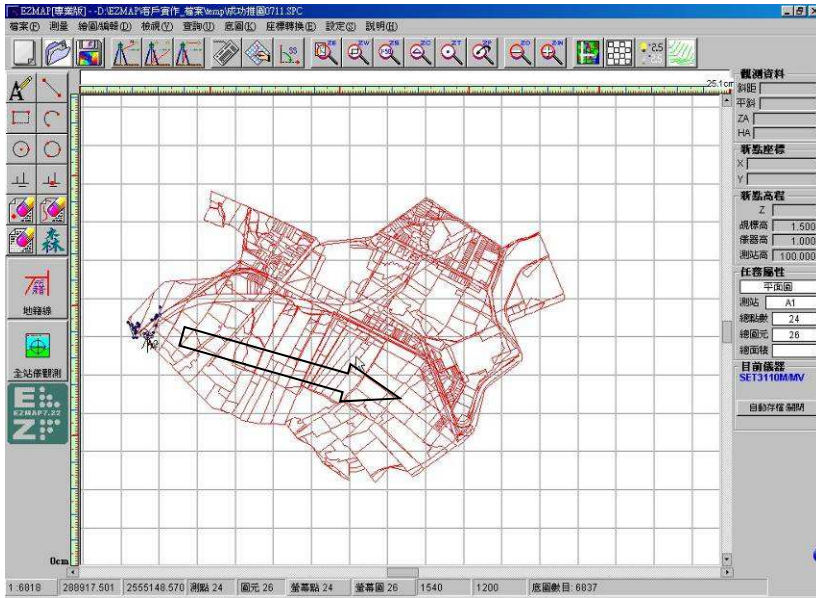 EZMAP[專業版] --D:\EZMAP\客戶實作_檔案\temp\成功推圖0711.SPC
檔案(F) 測量 繪圖/編輯(D) 檢視(V) 查詢(I) 底圖(K) 座標轉換(E) 設定(S) 說明(H)
25.1cm
0cm
地籍線
全站儀觀測
EZMAP7.22
觀測資料
斜距
平斜
ZA
HA
新點座標
X
Y
新點高程
Z
覘標高 1.500
儀器高 1.000
測站高 100.000
任務屬性
平面圖
測站 A1
總點數 24
總圖元 26
總面積
目前儀器
SET3110M/MV
自動存檔:關閉
1:6818 288917.501 2555148.570 測點 24 圖元 26 螢幕點 24 螢幕圖 26 1540 1200 底圖數目: 6837